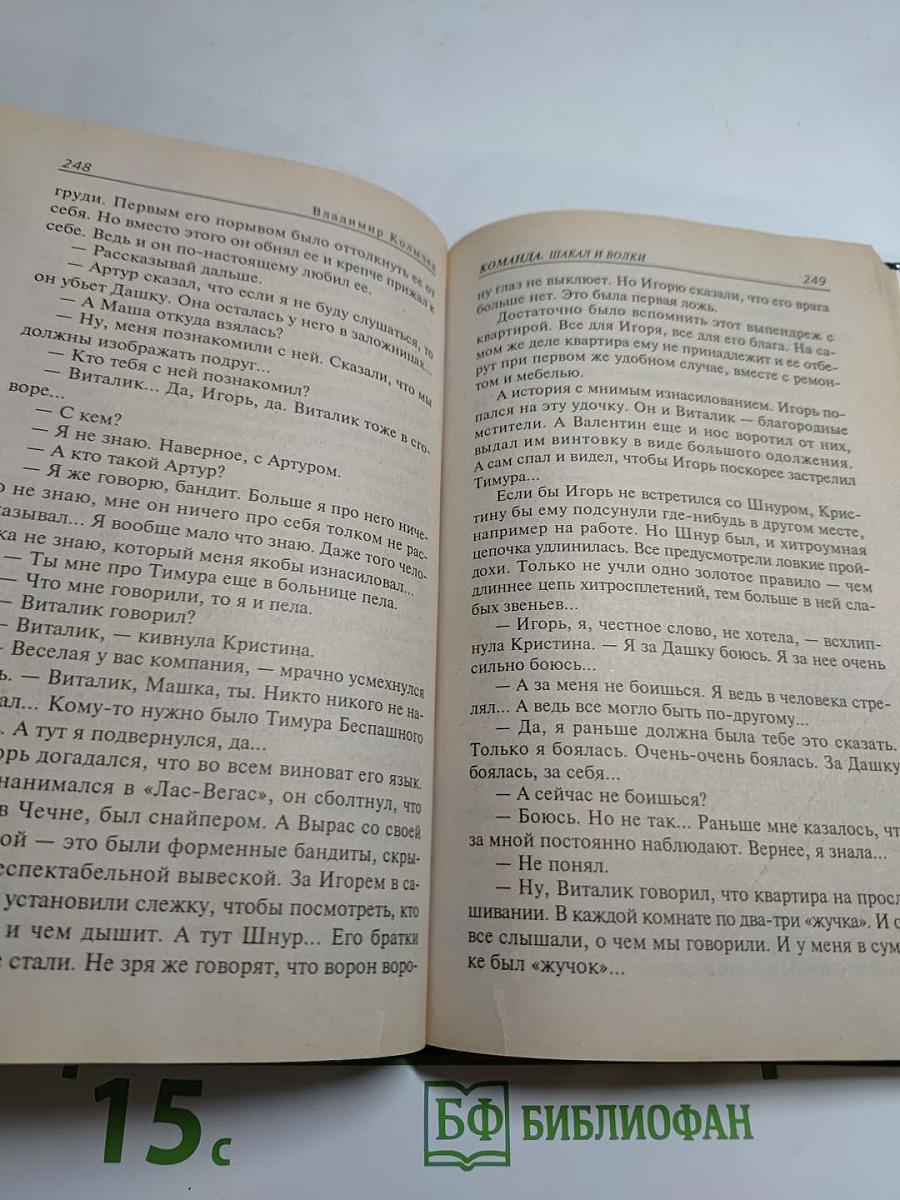 248
Владимир Колычев
груди. Первым его порывом было оттолкнуть ее от
себя. Но вместо этого он обнял ее и крепче прижал к
себе. Ведь и он по-настоящему любил ее.
— Рассказывай дальше.
— Артур сказал, что если я не буду слушаться, то
он убьет Дашку. Она осталась у него в заложницах...
— А Маша откуда взялась?
— Ну, меня познакомили с ней. Сказали, что мы
должны изображать подруг...
— Кто тебя с ней познакомил?
— Виталик... Да, Игорь, да. Виталик тоже в сго-
воре...
— С кем?
— Я не знаю. Наверное, с Артуром.
— А кто такой Артур?
— Я же говорю, бандит. Больше я про него ниче-
о не знаю, мне он ничего про себя толком не рас-
казывал... Я вообще мало что знаю. Даже того чело-
ка не знаю, который меня якобы изнасиловал...
— Ты мне про Тимура еще в больнице пела.
— Что мне говорили, то я и пела.
— Виталик говорил?
— Виталик, — кивнула Кристина.
— Веселая у вас компания, — мрачно усмехнулся
ь. — Виталик, Машка, ты. Никто никого не на-
ал... Кому-то нужно было Тимура Беспашного
. А тут я подвернулся, да...
орь догадался, что во всем виноват его язык.
нанимался в «Лас-Вегас», он сболтнул, что
в Чечне, был снайпером. А Вырас со своей
ой — это были форменные бандиты, скры-
еспектабельной вывеской. За Игорем в са-
установили слежку, чтобы посмотреть, кто
и чем дышит. А тут Шнур... Его братки
е стали. Не зря же говорят, что ворон воро-
КОМАНДА. ШАКАЛ И ВОЛКИ
249
ну глаз не выклюет. Но Игорю сказали, что его врага
больше нет. Это была первая ложь.
Достаточно было вспомнить этот выпендреж с
квартирой. Все для Игоря, все для его блага. На са-
мом же деле квартира ему не принадлежит и ее отбе-
рут при первом же удобном случае, вместе с ремон-
том и мебелью.
А история с мнимым изнасилованием. Игорь по-
пался на эту удочку. Он и Виталик — благородные
мстители. А Валентин еще и нос воротил от них,
выдал им винтовку в виде большого одолжения.
А сам спал и видел, чтобы Игорь поскорее застрелил
Тимура...
Если бы Игорь не встретился со Шнуром, Крис-
тину бы ему подсунули где-нибудь в другом месте,
например на работе. Но Шнур был, и хитроумная
цепочка удлинилась. Все предусмотрели ловкие прой-
дохи. Только не учли одно золотое правило — чем
длиннее цепь хитросплетений, тем больше в ней сла-
бых звеньев...
— Игорь, я, честное слово, не хотела, — всхлип-
нула Кристина. — Я за Дашку боюсь. Я за нее очень
сильно боюсь...
— А за меня не боишься. Я ведь в человека стре-
лял... А ведь все могло быть по-другому...
— Да, я раньше должна была тебе это сказать.
Только я боялась. Очень-очень боялась. За Дашку
боялась, за себя...
— А сейчас не боишься?
— Боюсь. Но не так... Раньше мне казалось, чт
за мной постоянно наблюдают. Вернее, я знала...
— Не понял.
— Ну, Виталик говорил, что квартира на просл
шивании. В каждой комнате по два-три «жучка». И о
все слышали, о чем мы говорили. И у меня в сум
ке был «жучок»...
15 с
БФ БИБЛИОФАН